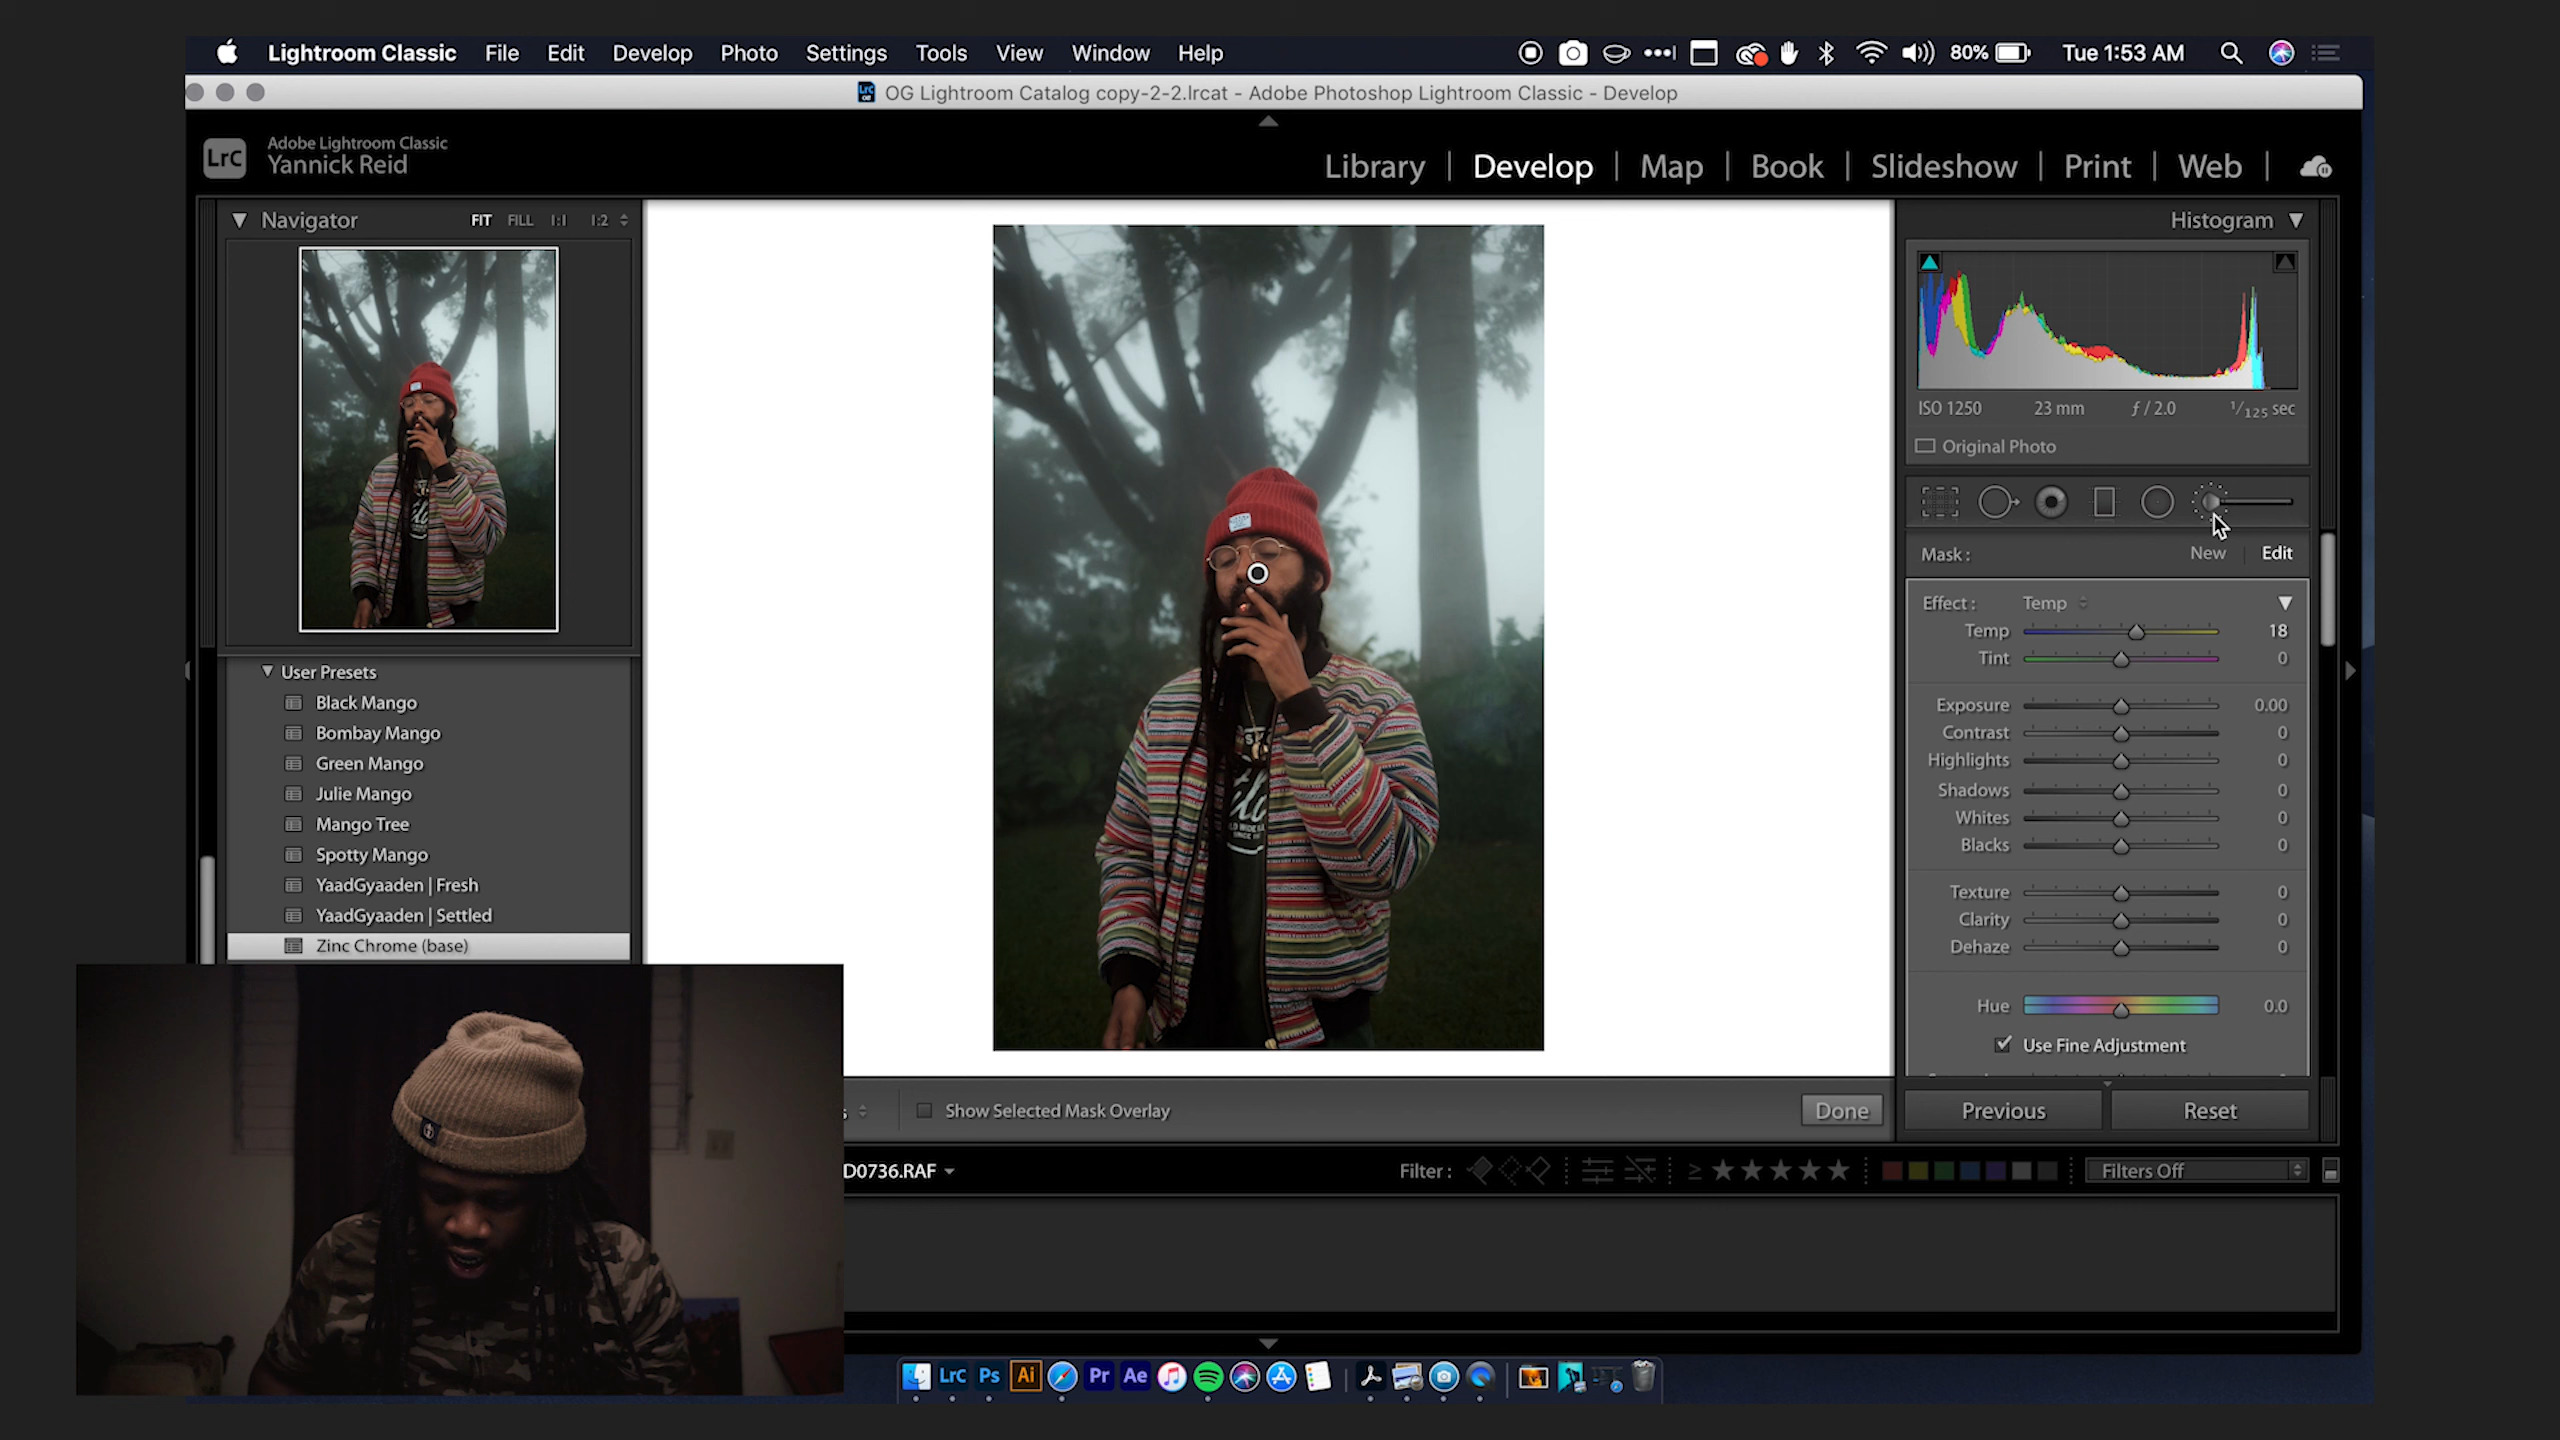 Lightroom Classic File Edit Develop Photo Settings Tools View Window Help 80% Tue 1:53 AM
OG Lightroom Catalog copy-2-2.lrcat - Adobe Photoshop Lightroom Classic - Develop
LrC
Adobe Lightroom Classic
Yannick Reid
Library | Develop | Map | Book | Slideshow | Print | Web |
Navigator FIT FILL 1:1 1:2
Histogram
ISO 1250 23 mm ƒ / 2.0 1/125 sec
Original Photo
Mask : New Edit
Effect : Temp
Temp 18
Tint 0
Exposure 0.00
Contrast 0
Highlights 0
Shadows 0
Whites 0
Blacks 0
Texture 0
Clarity 0
Dehaze 0
Hue 0.0
Use Fine Adjustment
Previous Reset
User Presets
Black Mango
Bombay Mango
Green Mango
Julie Mango
Mango Tree
Spotty Mango
YaadGyaaden | Fresh
YaadGyaaden | Settled
Zinc Chrome (base)
Show Selected Mask Overlay Done
D0736.RAF Filter : ≥ Filters Off
LrC Ps Ai Pr Ae